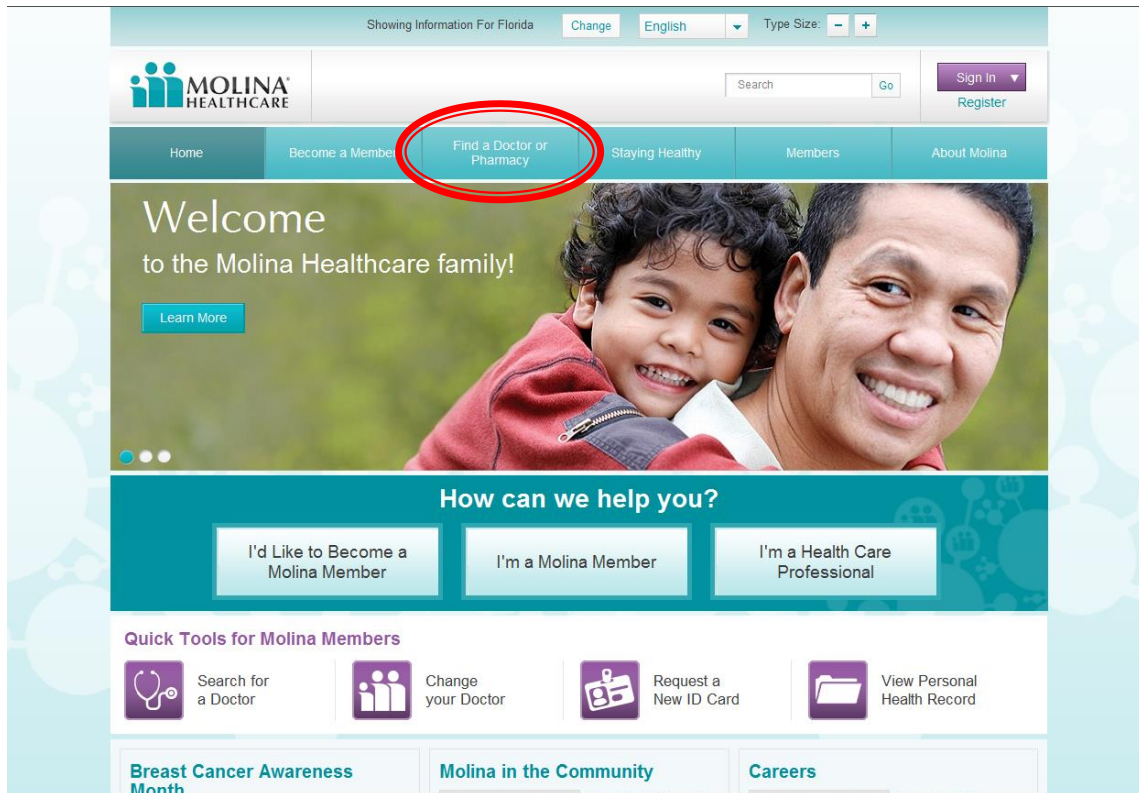 Showing Information For Florida Change English Type Size: - +
MOLINA
HEALTHCARE
Search Go
Sign In
Register
Home Become a Member Find a Doctor or Pharmacy Staying Healthy Members About Molina
Welcome
to the Molina Healthcare family!
Learn More
How can we help you?
I'd Like to Become a
Molina Member
I'm a Molina Member
I'm a Health Care
Professional
Quick Tools for Molina Members
Search for
a Doctor
Change
your Doctor
Request a
New ID Card
View Personal
Health Record
Breast Cancer Awareness
Month
Molina in the Community
Careers